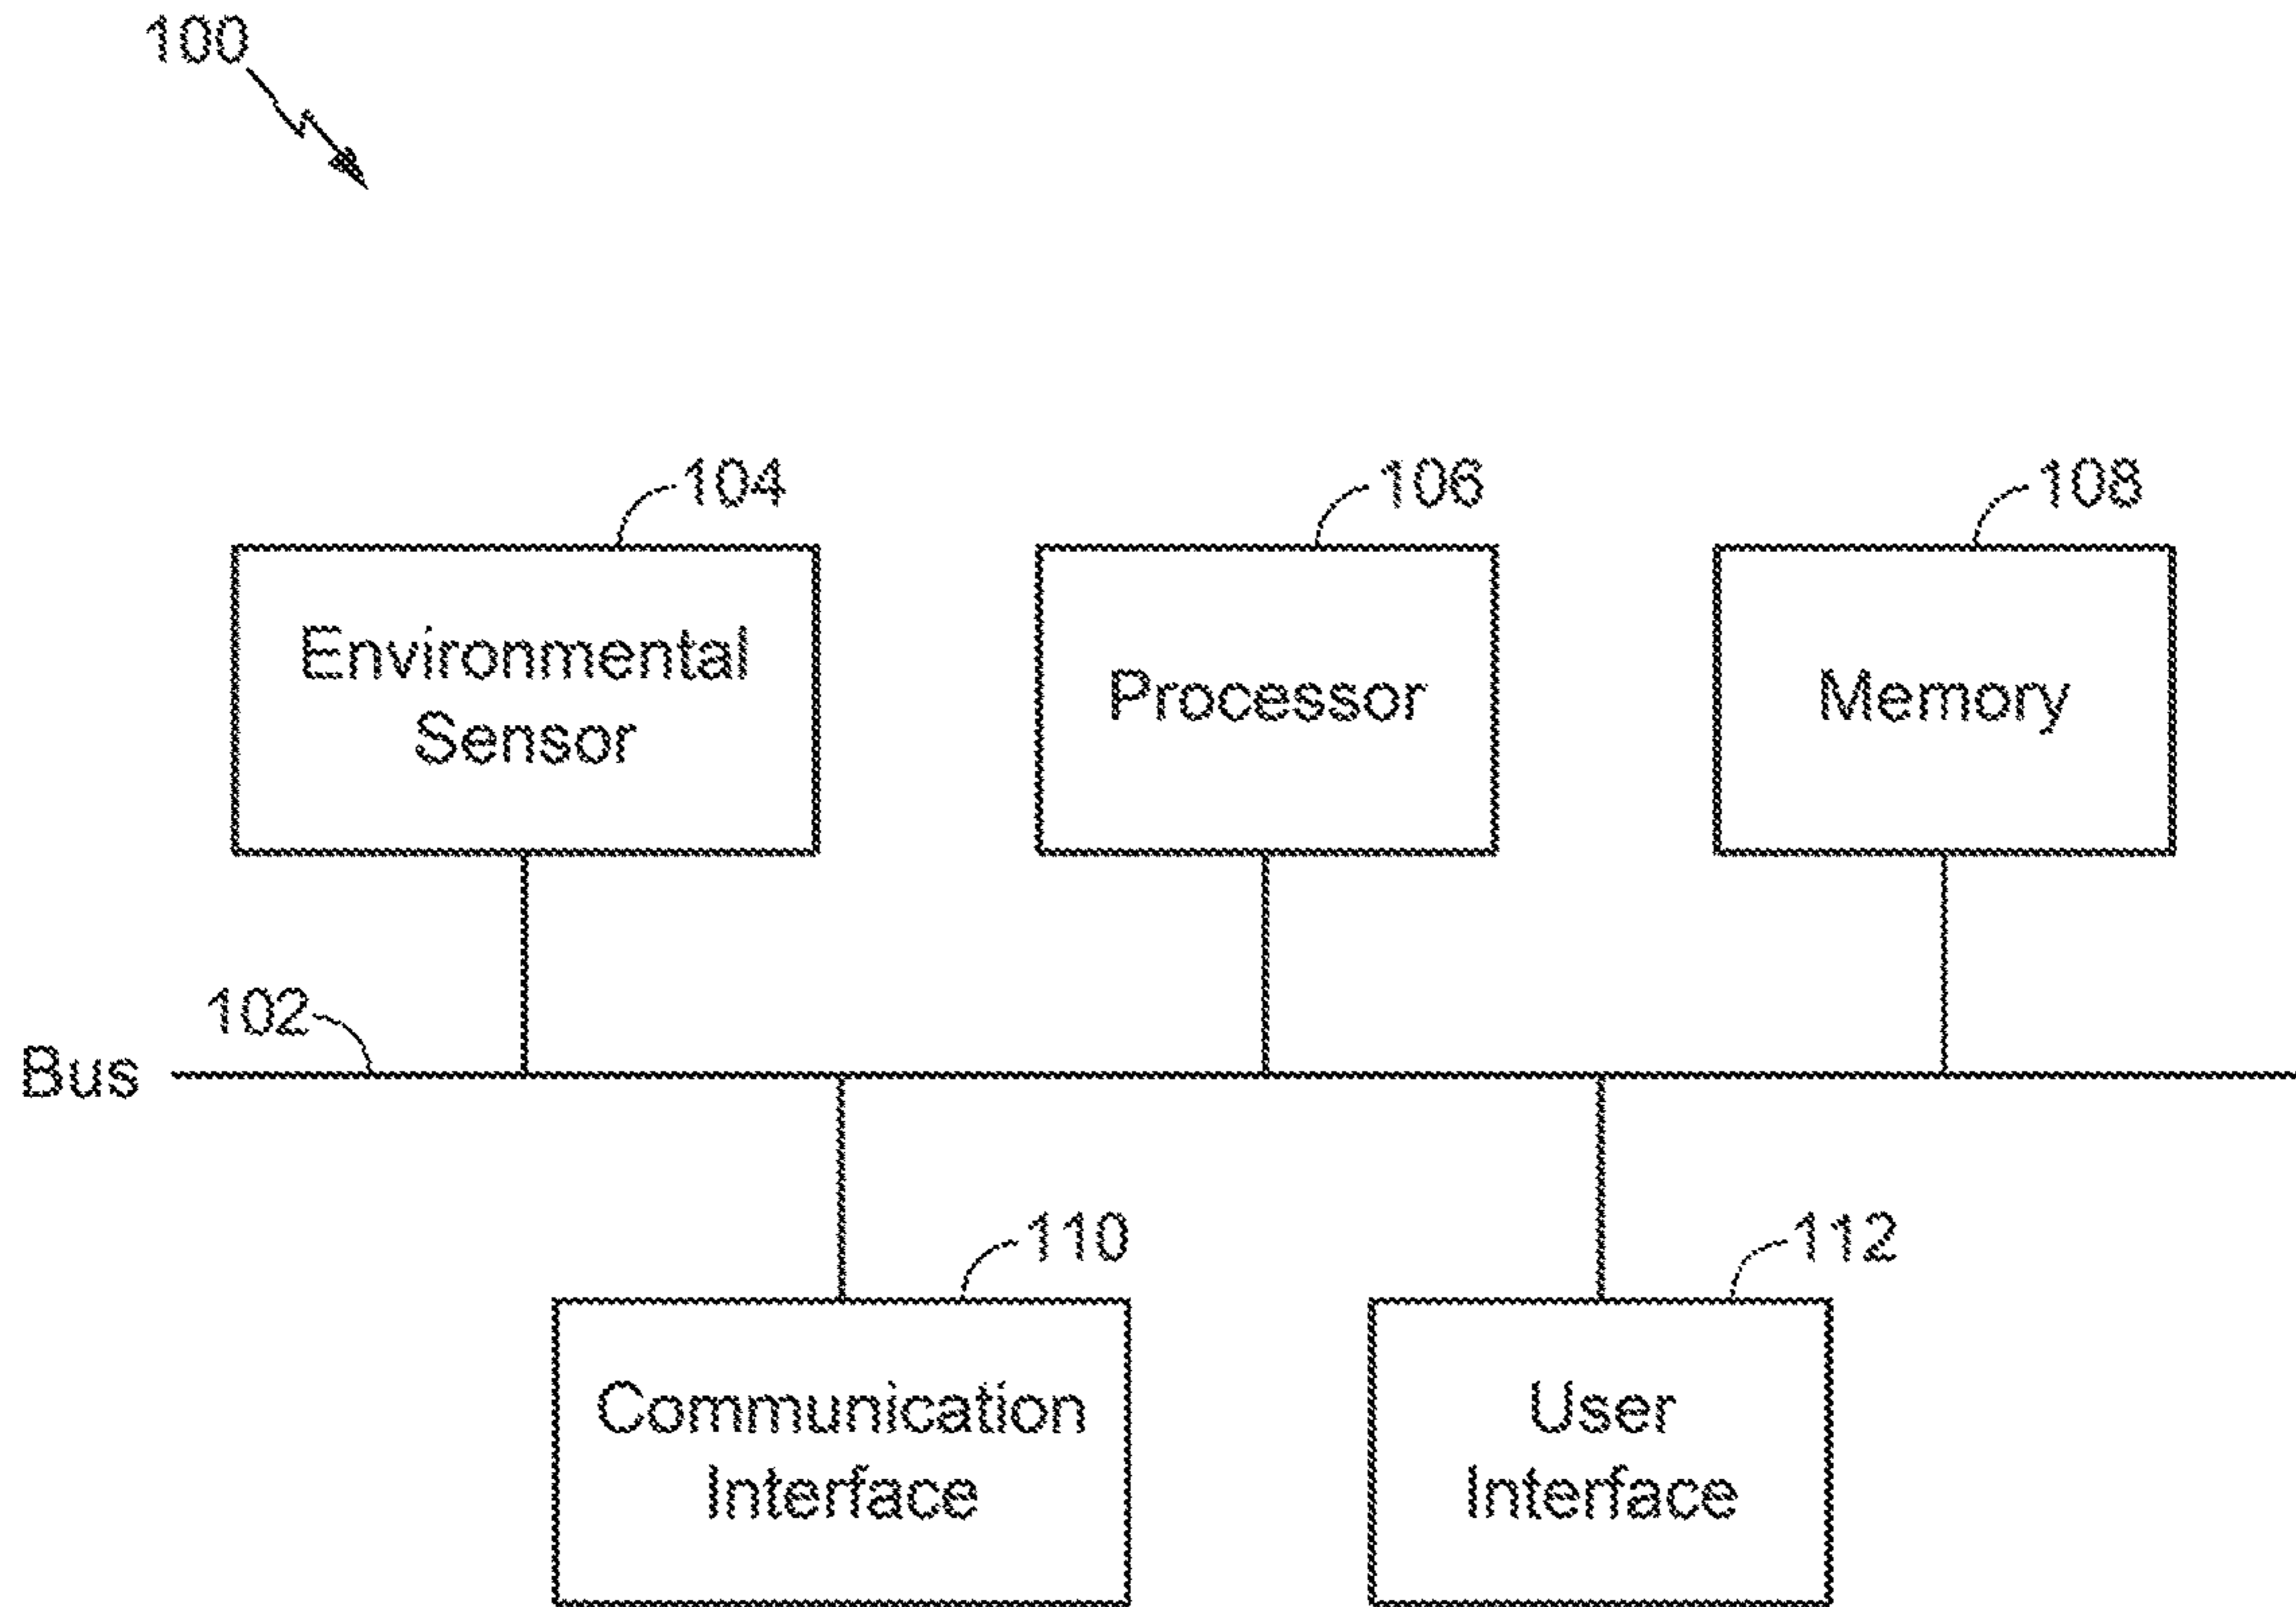 100
104
106
108
Environmental
Sensor
Processor
Memory
102
Bus
110
112
Communication
Interface
User
Interface